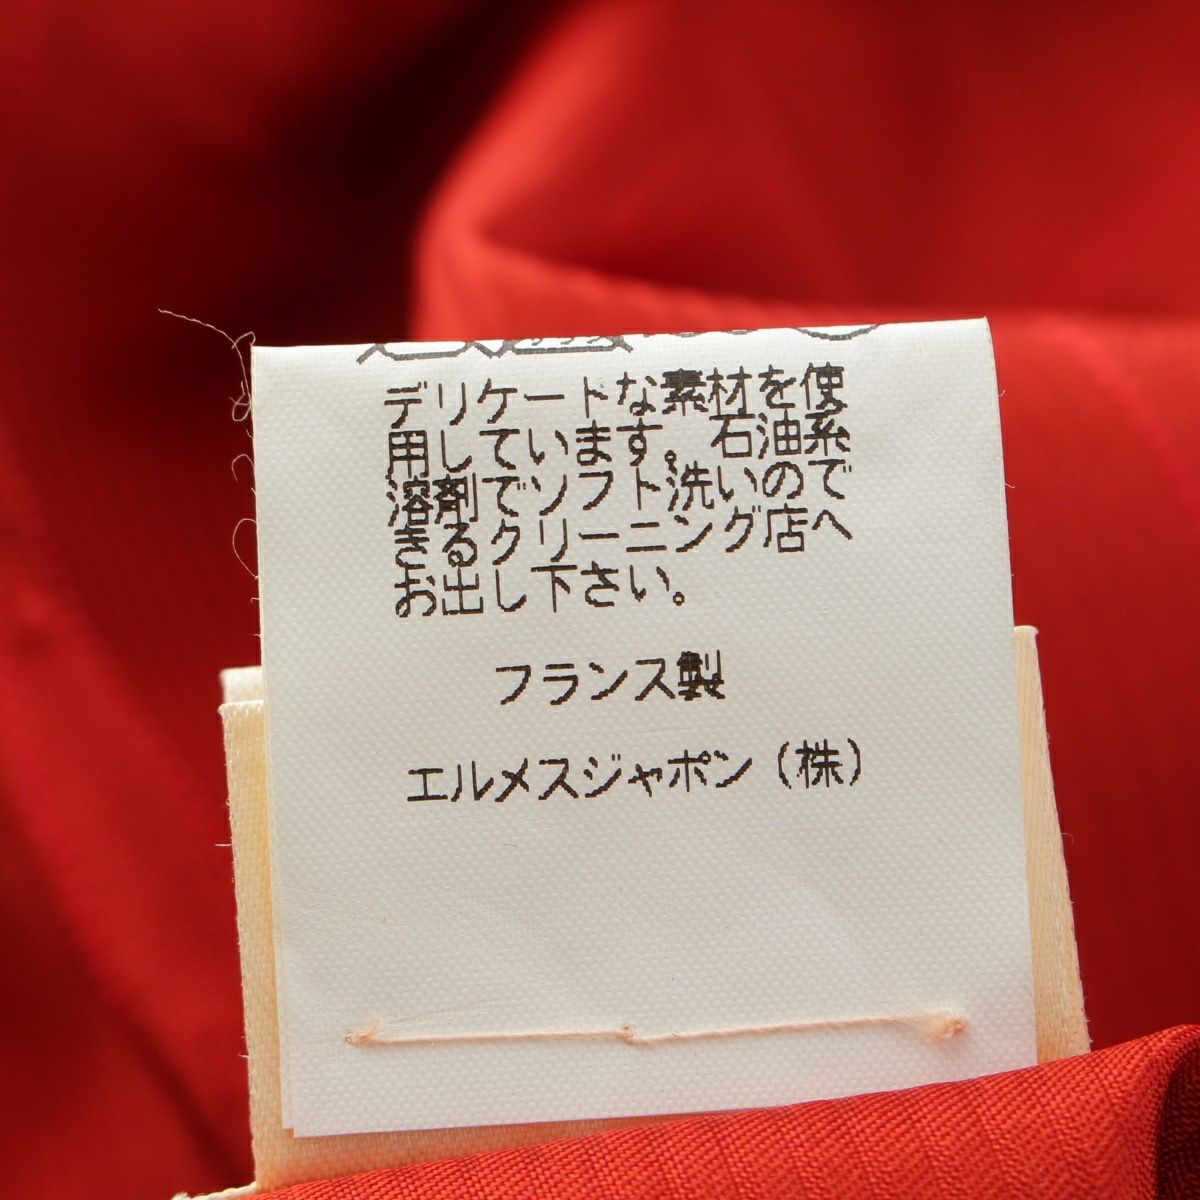 デリケートな素材を使
用しています。石油系
溶剤でソフト洗いので
きるクリーニング店へ
お出し下さい。
フランス製
エルメスジャポン(株)